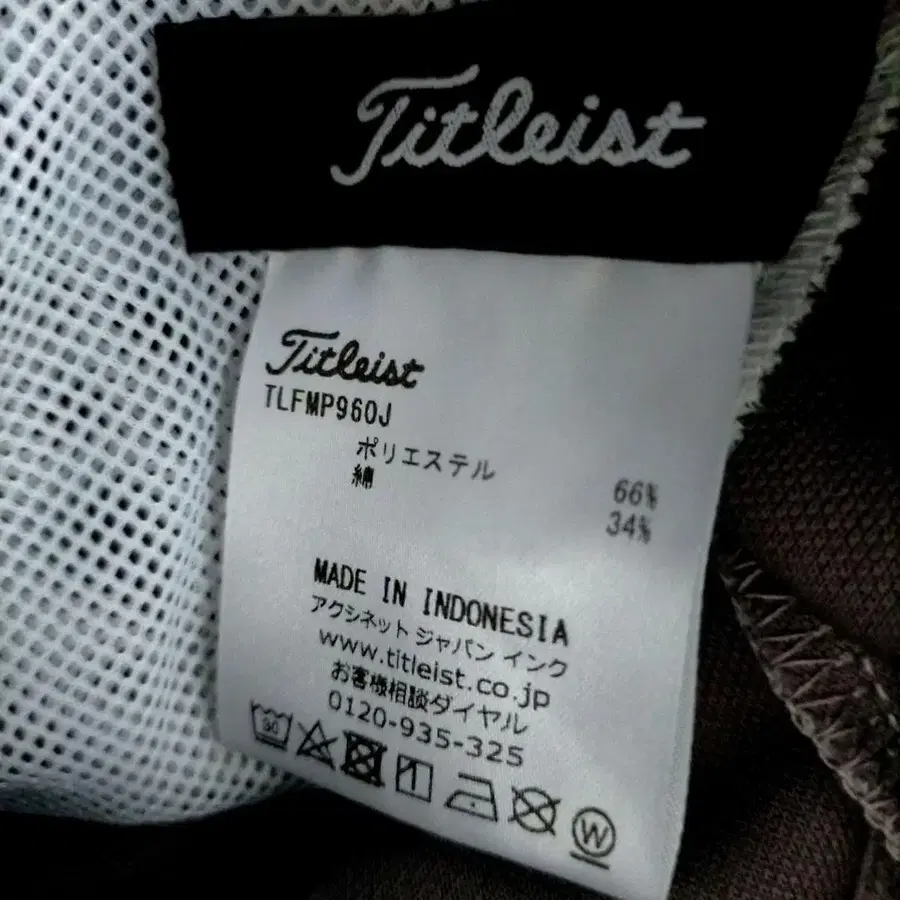 Titleist
Titleist
TLFMP960J
ポリエステル 66%
綿 34%
MADE IN INDONESIA
アクシネット ジャパン インク
www.titleist.co.jp
お客様相談ダイヤル
0120-935-325
30
W